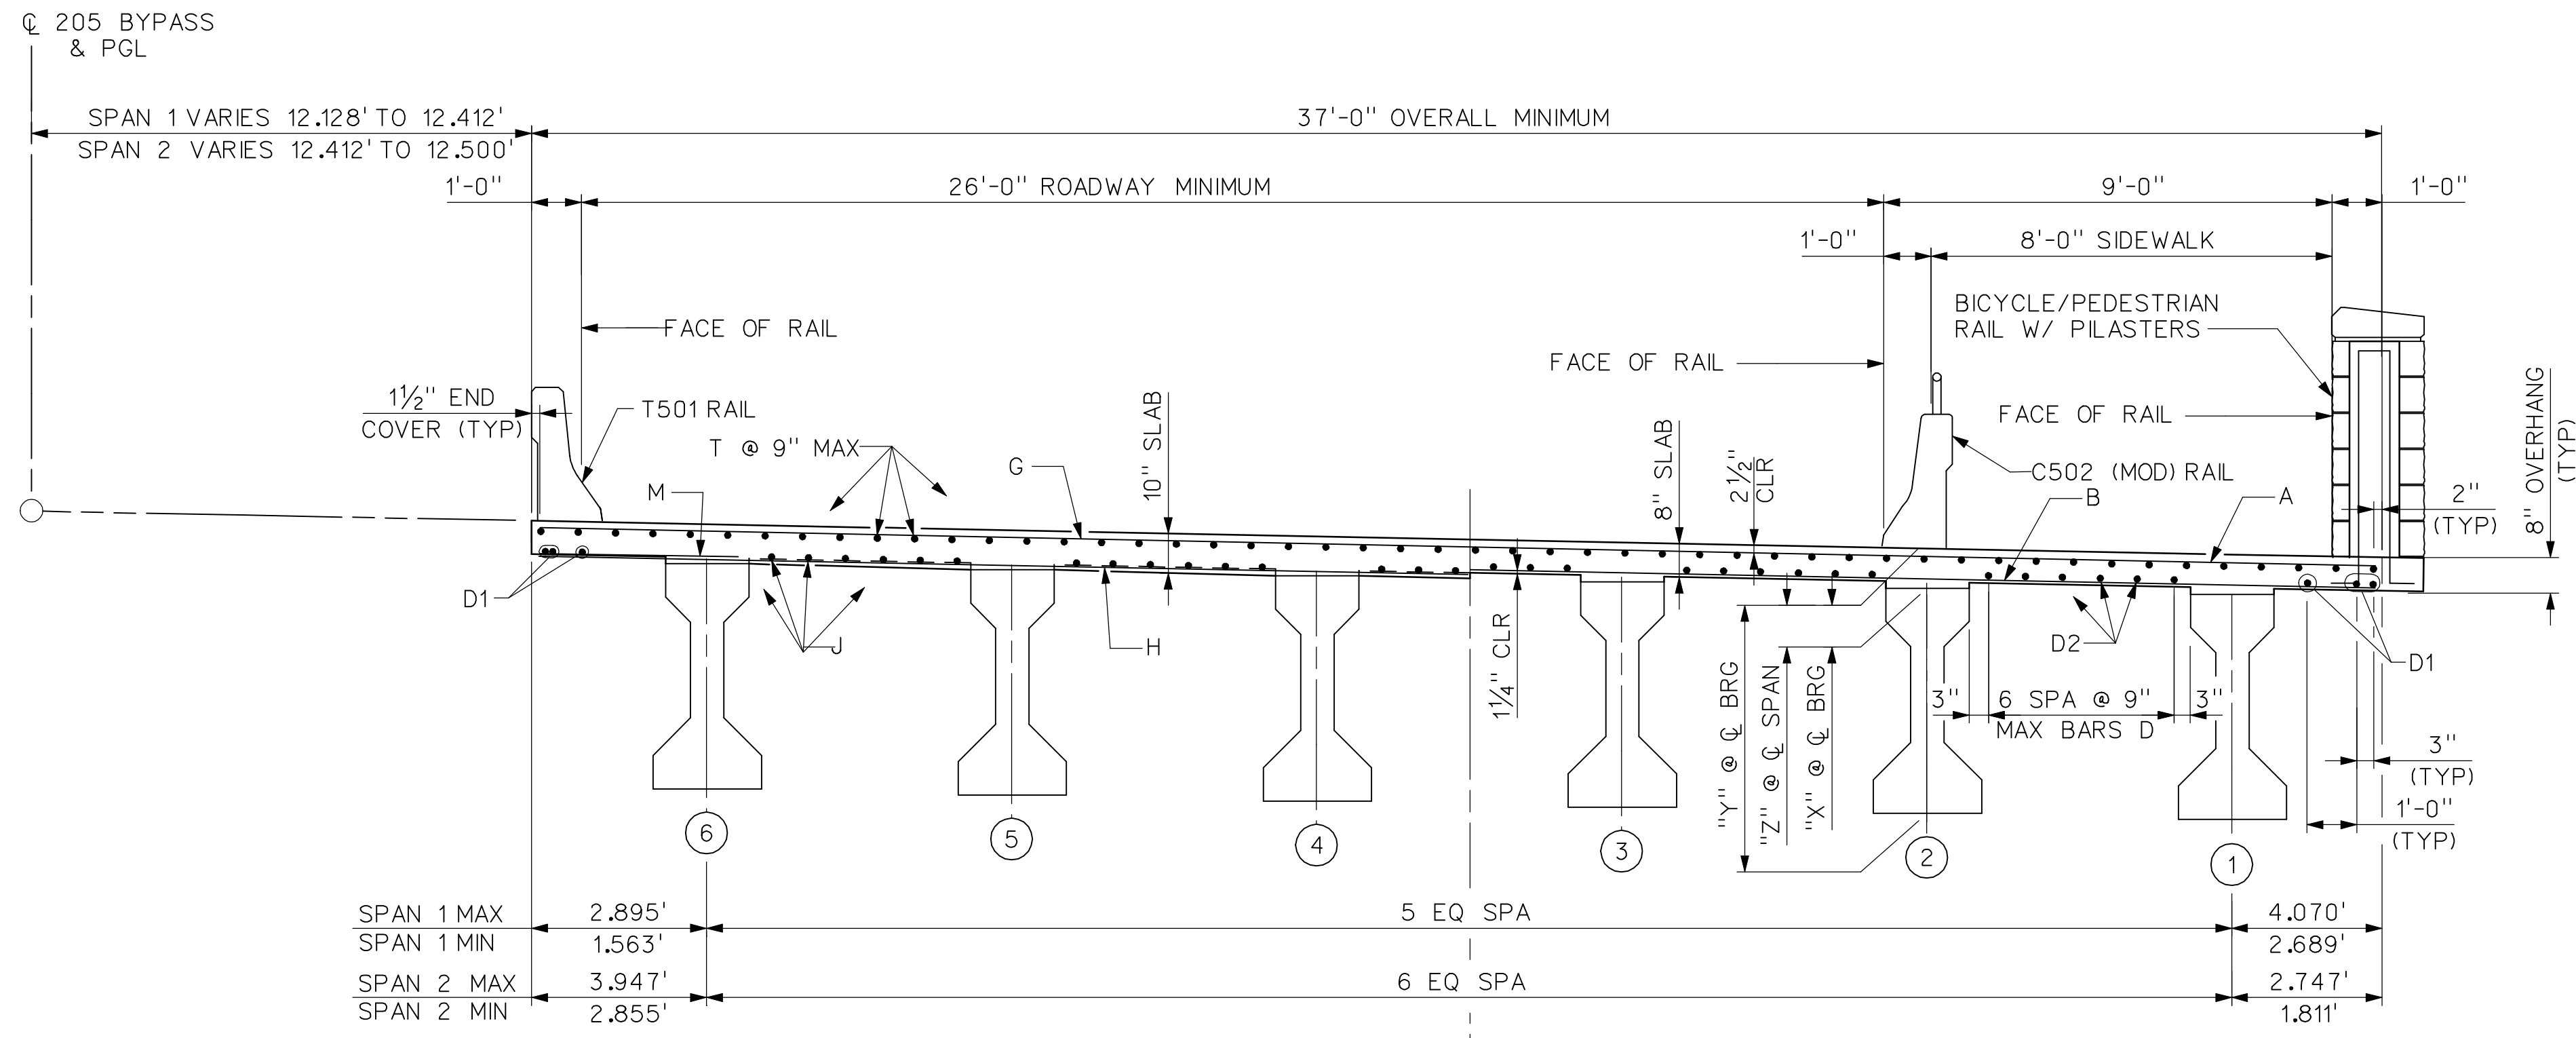 ℄ 205 BYPASS
& PGL
SPAN 1 VARIES 12.128' TO 12.412'
SPAN 2 VARIES 12.412' TO 12.500'
37'-0" OVERALL MINIMUM
1'-0"
26'-0" ROADWAY MINIMUM
9'-0"
1'-0"
1'-0"
8'-0" SIDEWALK
BICYCLE/PEDESTRIAN
RAIL W/ PILASTERS
FACE OF RAIL
FACE OF RAIL
FACE OF RAIL
1½" END
COVER (TYP)
T501 RAIL
T @ 9" MAX
G
M
10" SLAB
8" SLAB
2½"
CLR
C502 (MOD) RAIL
B
A
8" OVERHANG
(TYP)
2"
(TYP)
D1
J
H
1¼" CLR
"Y" @ ℄ BRG
"Z" @ ℄ SPAN
"X" @ ℄ BRG
D2
D1
3"
6 SPA @ 9"
MAX BARS D
3"
3"
(TYP)
1'-0"
(TYP)
6
5
4
3
2
1
SPAN 1 MAX 2.895' 5 EQ SPA 4.070'
SPAN 1 MIN 1.563' 2.689'
SPAN 2 MAX 3.947' 6 EQ SPA 2.747'
SPAN 2 MIN 2.855' 1.811'